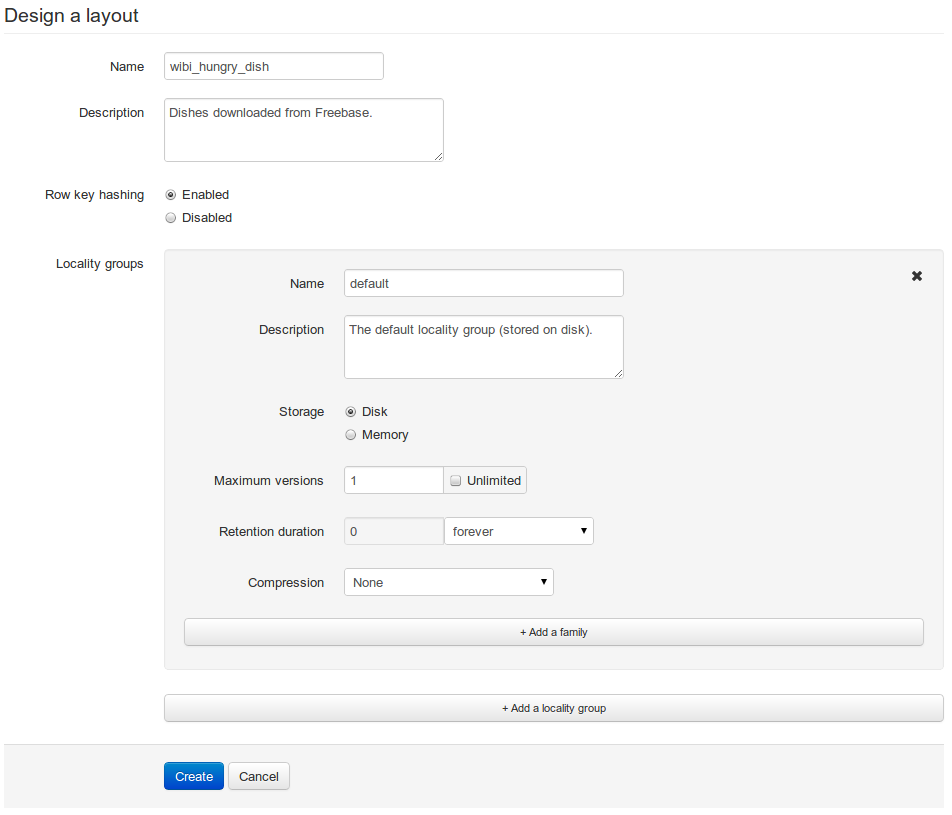 Design a layout
Name wibi_hungry_dish
Description Dishes downloaded from Freebase.
Row key hashing Enabled
Disabled
Locality groups
Name default
Description The default locality group (stored on disk).
Storage Disk
Memory
Maximum versions 1 Unlimited
Retention duration 0 forever
Compression None
+ Add a family
+ Add a locality group
Create Cancel